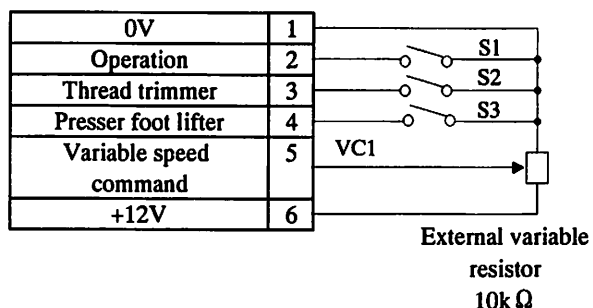 0V 1
Operation 2 S1
Thread trimmer 3 S2
Presser foot lifter 4 S3
Variable speed 5 VC1
command
+12V 6
External variable
resistor
10k Ω